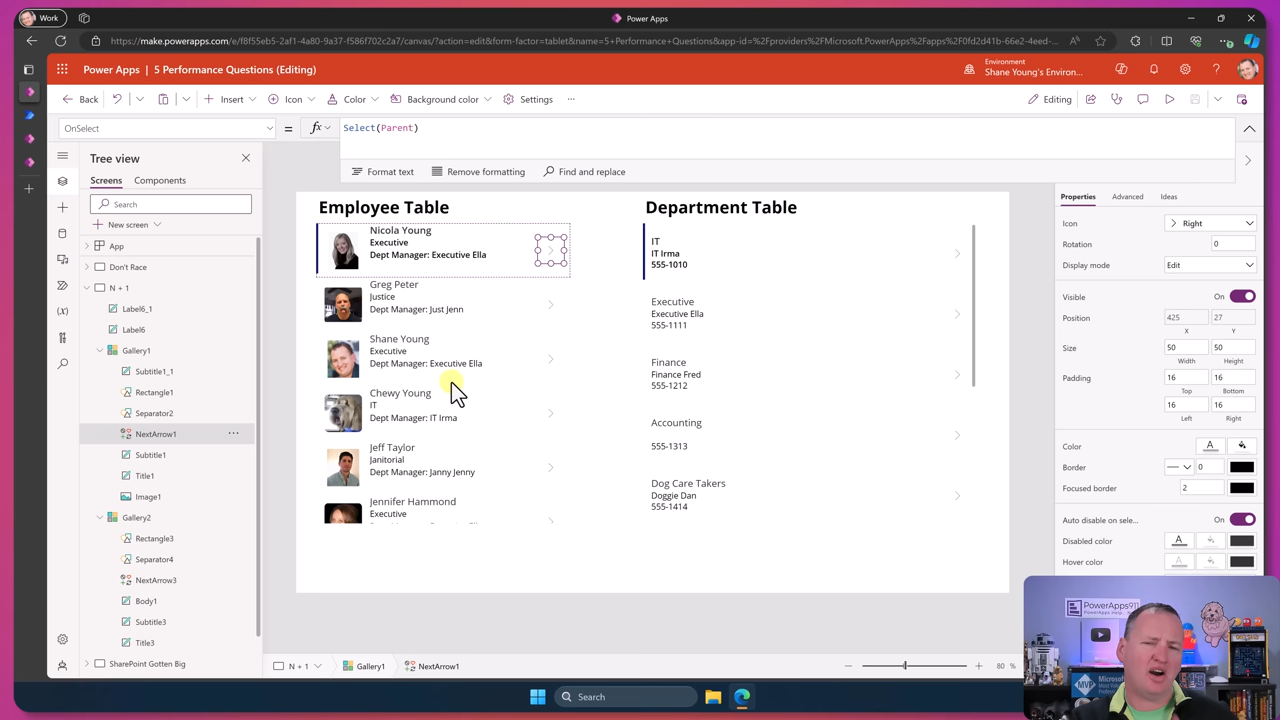 Work
Power Apps
https://make.powerapps.com/e/f8f55eb5-2af1-4a80-9a37-f586f702c2a7/canvas/?action=edit&form-factor=tablet&name=5+Performance+Questions&app-id=%2Fproviders%2FMicrosoft.PowerApps%2Fapps%2F0fd2d41b-66e2-4eed-...
Power Apps | 5 Performance Questions (Editing)
Environment
Shane Young's Environ...
Back
Insert
Icon
Color
Background color
Settings
Editing
OnSelect
=
fx
Select(Parent)
Format text
Remove formatting
Find and replace
Tree view
Screens
Components
Search
New screen
App
Don't Race
N + 1
Label6_1
Label6
Gallery1
Subtitle1_1
Rectangle1
Separator2
NextArrow1
Subtitle1
Title1
Image1
Gallery2
Rectangle3
Separator4
NextArrow3
Body1
Subtitle3
Title3
SharePoint Gotten Big
Employee Table
Nicola Young
Executive
Dept Manager: Executive Ella
Greg Peter
Justice
Dept Manager: Just Jenn
Shane Young
Executive
Dept Manager: Executive Ella
Chewy Young
IT
Dept Manager: IT Irma
Jeff Taylor
Janitorial
Dept Manager: Janny Jenny
Jennifer Hammond
Executive
Dept Manager: Executive Ella
Department Table
IT
IT Irma
555-1010
Executive
Executive Ella
555-1111
Finance
Finance Fred
555-1212
Accounting
555-1313
Dog Care Takers
Doggie Dan
555-1414
Properties
Advanced
Ideas
Icon
Right
Rotation
0
Display mode
Edit
Visible
On
Position
425
27
X
Y
Size
50
50
Width
Height
Padding
16
16
Top
Bottom
16
16
Left
Right
Color
Border
0
Focused border
2
Auto disable on sele...
On
Disabled color
Hover color
N + 1
Gallery1
NextArrow1
80 %
Search
PowerApps911
MVP
Microsoft